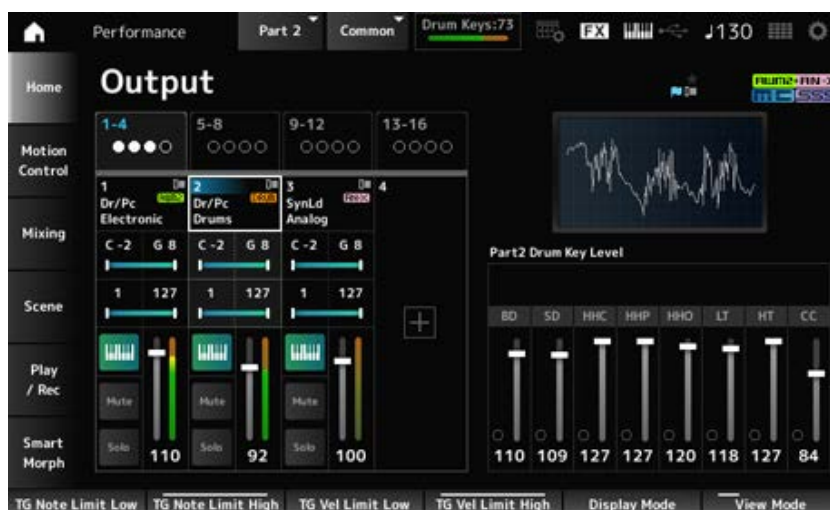 Performance
Part 2
Common
Drum Keys:73
FX
♩130
Home
Output
AWM2+AN-X
1-4
5-8
9-12
13-16
Motion
Control
1
2
3
4
Dr/Pc
AWM2
Dr/Pc
DRUM
SynLd
AN-X
Electronic
Drums
Analog
Mixing
C -2 G 8
C -2 G 8
C -2 G 8
Part2 Drum Key Level
1 127
1 127
1 127
Scene
BD SD HHC HHP HHO LT HT CC
Play
/ Rec
Mute
Mute
Mute
Smart
Morph
Solo
110
Solo
92
Solo
100
110 109 127 127 120 118 127 84
TG Note Limit Low
TG Note Limit High
TG Vel Limit Low
TG Vel Limit High
Display Mode
View Mode